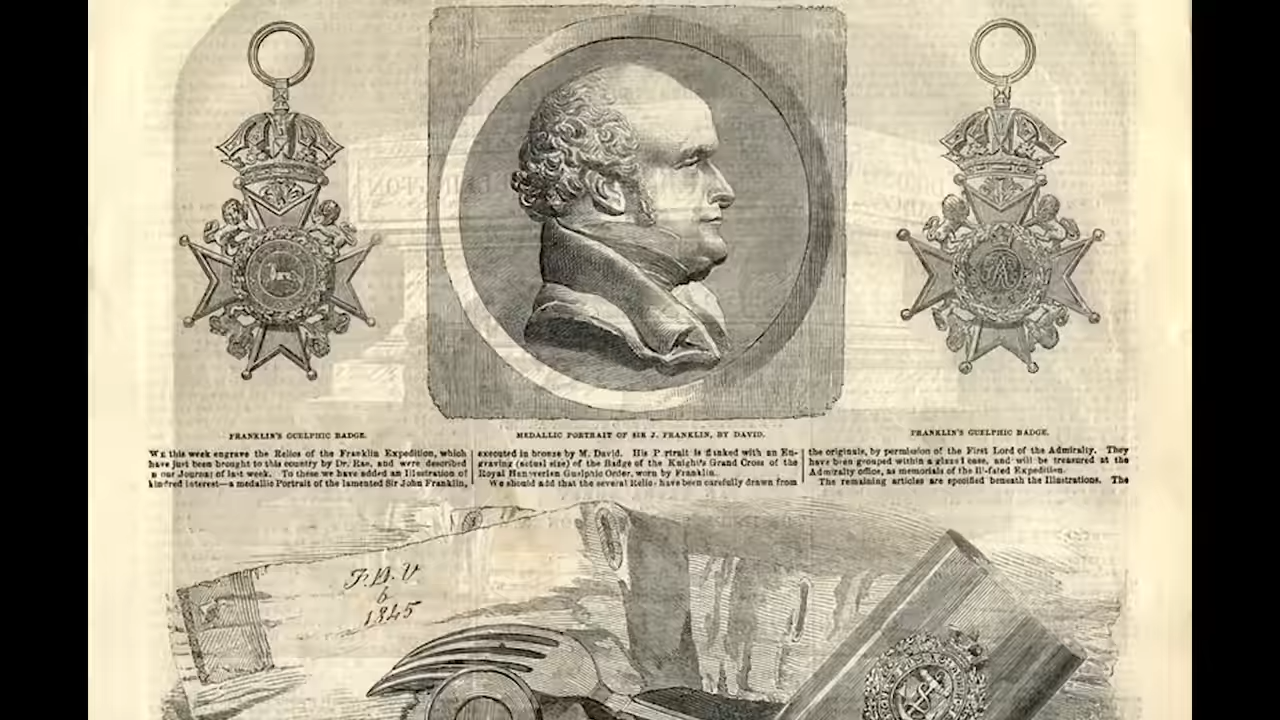 FRANKLIN'S GUELPHIC BADGE.
MEDALLIC PORTRAIT OF SIR J. FRANKLIN, BY DAVID.
FRANKLIN'S GUELPHIC BADGE.
WE this week engrave the Relics of the Franklin Expedition, which
have just been brought to this country by Dr. Rae, and were described
in our Journal of last week. To these we have added an Illustration of
kindred interest—a medallic Portrait of the lamented Sir John Franklin,
executed in bronze by M. David. His P rtrait is flanked with an En-
graving (actual size) of the Badge of the Knight's Grand Cross of the
Royal Hanoverian Guelphic Order, worn by Franklin.
We should add that the several Relics have been carefully drawn from
the originals, by permission of the First Lord of the Admiralty. They
have been grouped within a glazed case, and will be treasured at the
Admiralty office, as memorials of the ill-fated Expedition.
The remaining articles are specified beneath the Illustrations. The
1845